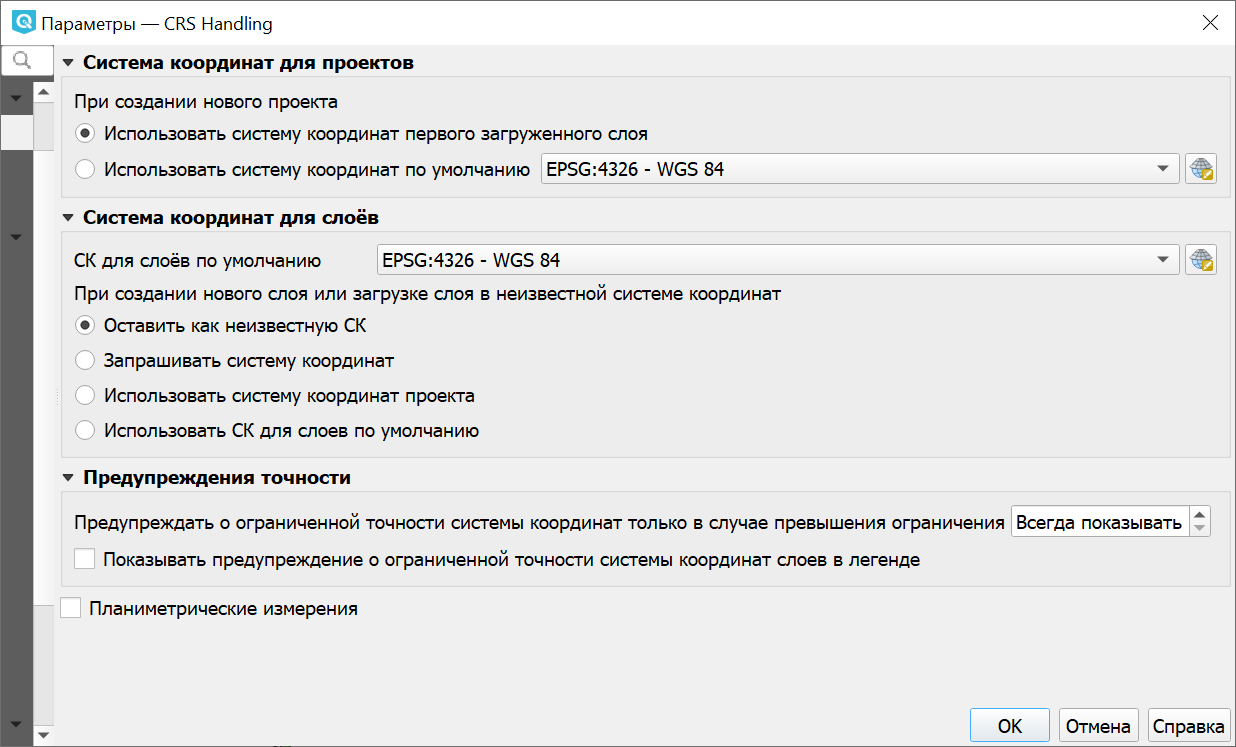 Параметры — CRS Handling
Система координат для проектов
При создании нового проекта
Использовать систему координат первого загруженного слоя
Использовать систему координат по умолчанию EPSG:4326 - WGS 84
Система координат для слоёв
СК для слоёв по умолчанию EPSG:4326 - WGS 84
При создании нового слоя или загрузке слоя в неизвестной системе координат
Оставить как неизвестную СК
Запрашивать систему координат
Использовать систему координат проекта
Использовать СК для слоев по умолчанию
Предупреждения точности
Предупреждать о ограниченной точности системы координат только в случае превышения ограничения Всегда показывать
Показывать предупреждение о ограниченной точности системы координат слоев в легенде
Планиметрические измерения
OK Отмена Справка